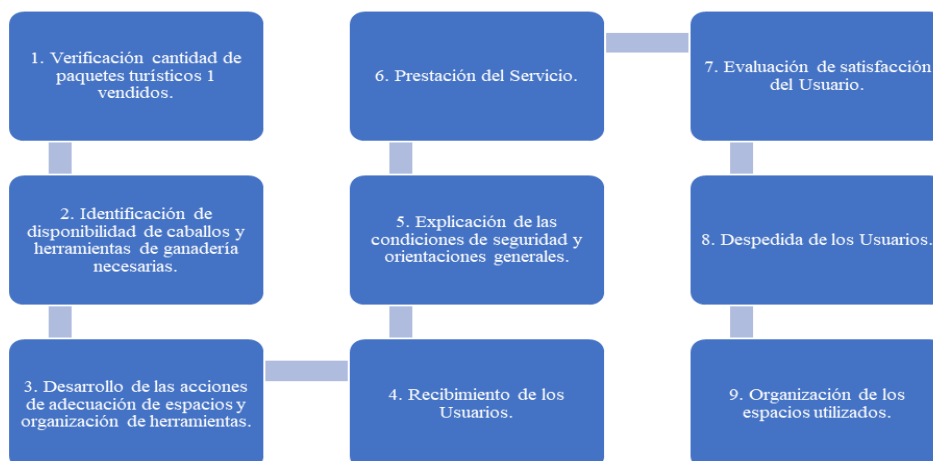 1. Verificación cantidad de
paquetes turísticos 1
vendidos.
2. Identificación de
disponibilidad de caballos y
herramientas de ganadería
necesarias.
3. Desarrollo de las acciones
de adecuación de espacios y
organización de herramientas.
4. Recibimiento de los
Usuarios.
5. Explicación de las
condiciones de seguridad y
orientaciones generales.
6. Prestación del Servicio.
7. Evaluación de satisfacción
del Usuario.
8. Despedida de los Usuarios.
9. Organización de los
espacios utilizados.